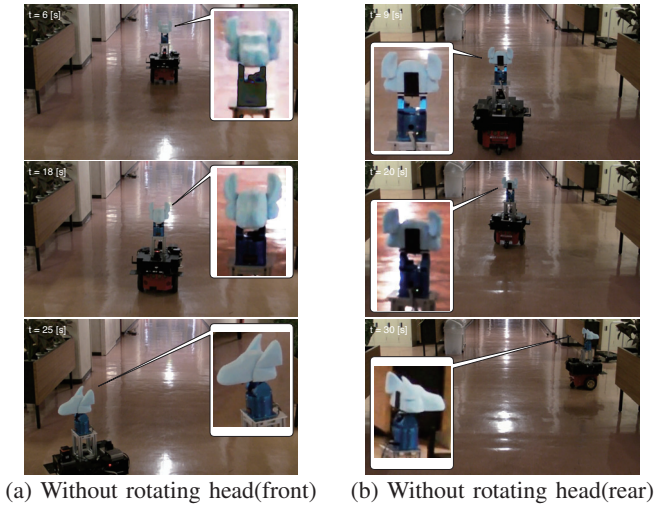 t = 6 [s]
t = 18 [s]
t = 25 [s]
(a) Without rotating head(front)
t = 9 [s]
t = 20 [s]
t = 30 [s]
(b) Without rotating head(rear)